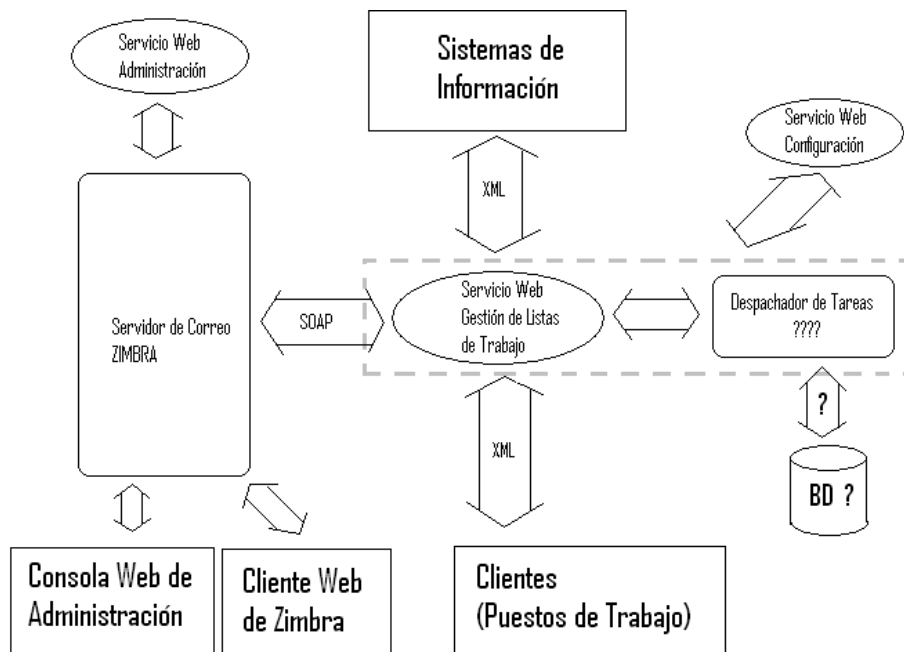 Servicio Web
Administración
Sistemas de
Información
Servicio Web
Configuración
XML
Servidor de Correo
ZIMBRA
SOAP
Servicio Web
Gestión de Listas
de Trabajo
Despachador de Tareas
????
?
BD ?
XML
Consola Web de
Administración
Cliente Web
de Zimbra
Clientes
(Puestos de Trabajo)